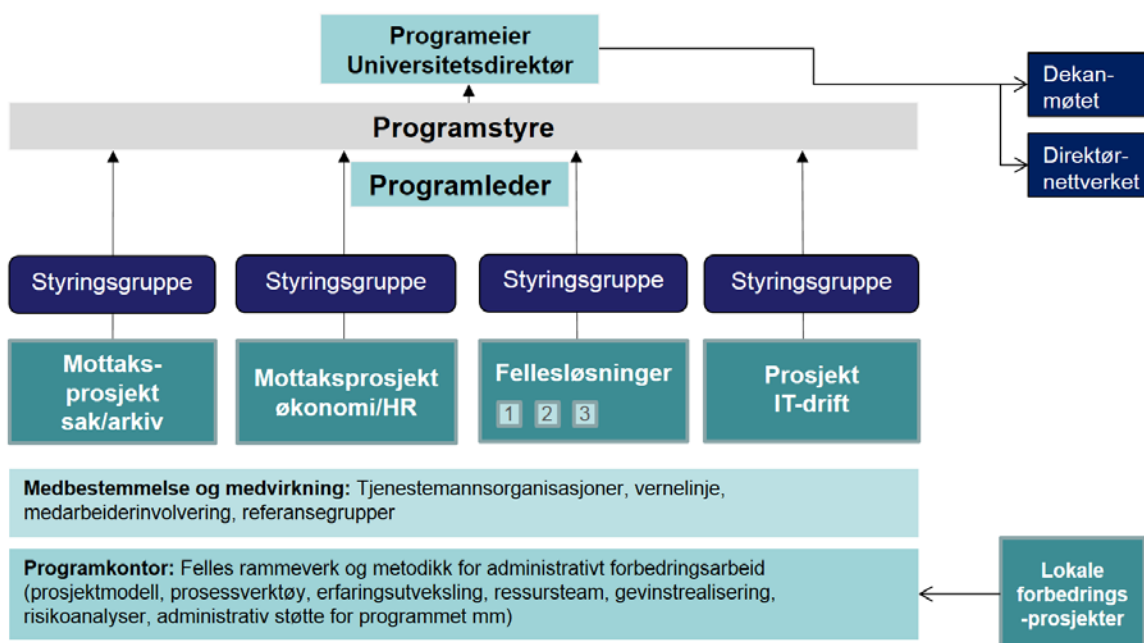 Programeier
Universitetsdirektør
Dekan-
møtet
Direktør-
nettverket
Programstyre
Programleder
Styringsgruppe
Styringsgruppe
Styringsgruppe
Styringsgruppe
Mottaks-
prosjekt
sak/arkiv
Mottaksprosjekt
økonomi/HR
Fellesløsninger
1 2 3
Prosjekt
IT-drift
Medbestemmelse og medvirkning: Tjenestemannsorganisasjoner, vernelinje,
medarbeiderinvolvering, referansegrupper
Programkontor: Felles rammeverk og metodikk for administrativt forbedringsarbeid
(prosjektmodell, prosessverktøy, erfaringsutveksling, ressursteam, gevinstrealisering,
risikoanalyser, administrativ støtte for programmet mm)
Lokale
forbedrings
-prosjekter